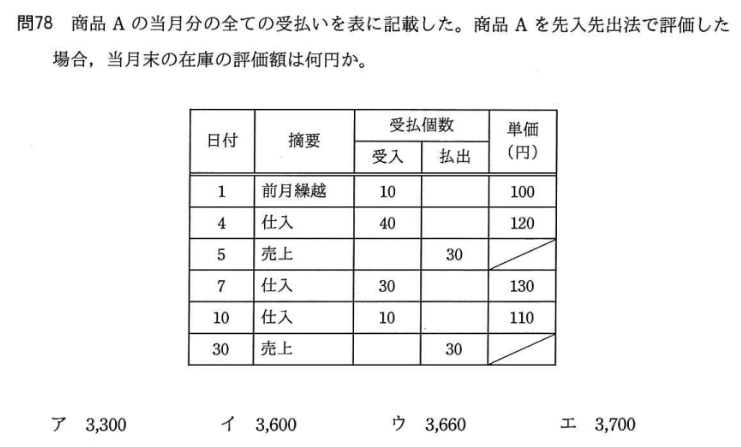 問78 商品 A の当月分の全ての受払いを表に記載した。商品 A を先入先出法で評価した
場合，当月末の在庫の評価額は何円か。
日付 摘要 受払個数 単価（円）
受入 払出
1 前月繰越 10 100
4 仕入 40 120
5 売上 30
7 仕入 30 130
10 仕入 10 110
30 売上 30
ア 3,300 イ 3,600 ウ 3,660 エ 3,700